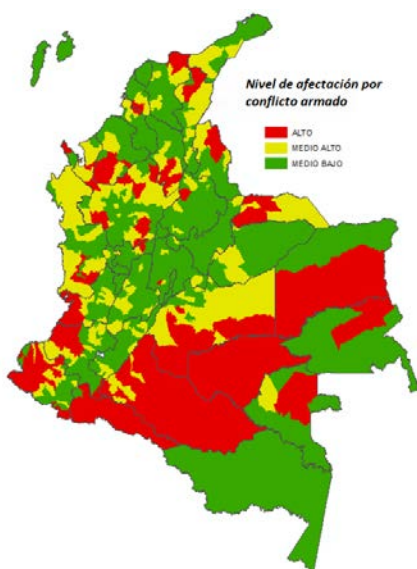 Nivel de afectación por
conflicto armado
ALTO
MEDIO ALTO
MEDIO BAJO